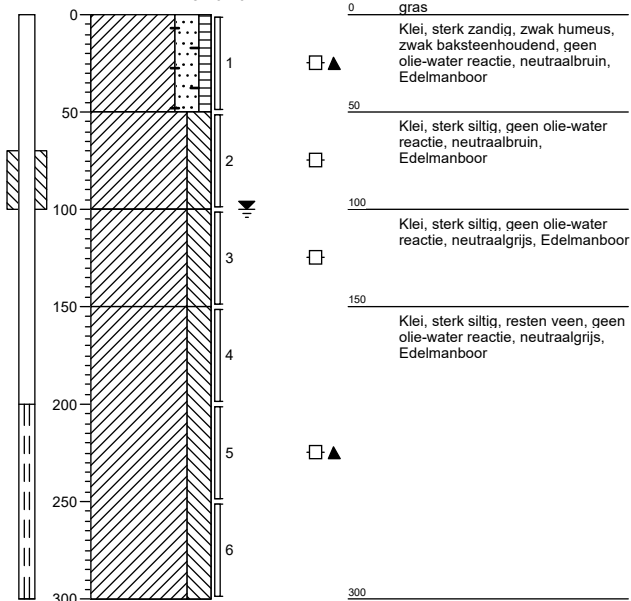 0
50
100
150
200
250
300
1
2
3
4
5
6
0
gras
Klei, sterk zandig, zwak humeus,
zwak baksteenhoudend, geen
olie-water reactie, neutraalbruin,
Edelmanboor
50
Klei, sterk siltig, geen olie-water
reactie, neutraalbruin,
Edelmanboor
100
Klei, sterk siltig, geen olie-water
reactie, neutraalgrijs, Edelmanboor
150
Klei, sterk siltig, resten veen, geen
olie-water reactie, neutraalgrijs,
Edelmanboor
300